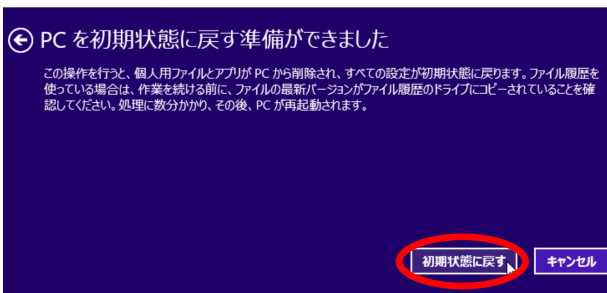 PC を初期状態に戻す準備ができました
この操作を行うと、個人用ファイルとアプリが PC から削除され、すべての設定が初期状態に戻ります。ファイル履歴を
使っている場合は、作業を続ける前に、ファイルの最新バージョンがファイル履歴のドライブにコピーされていることを確
認してください。処理に数分かかり、その後、PC が再起動されます。
初期状態に戻す キャンセル